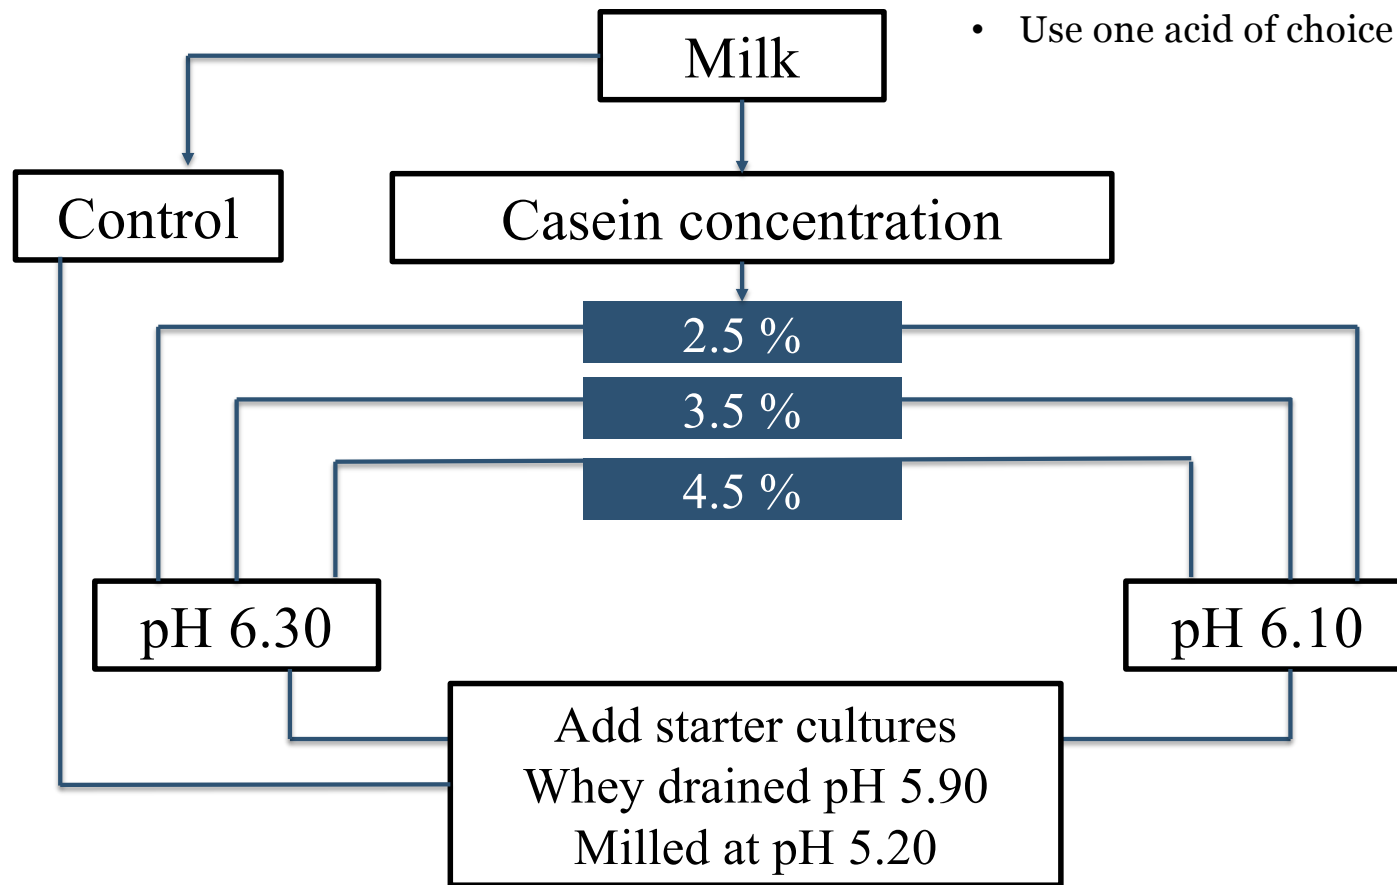 Milk
• Use one acid of choice
Control
Casein concentration
2.5 %
3.5 %
4.5 %
pH 6.30
pH 6.10
Add starter cultures
Whey drained pH 5.90
Milled at pH 5.20